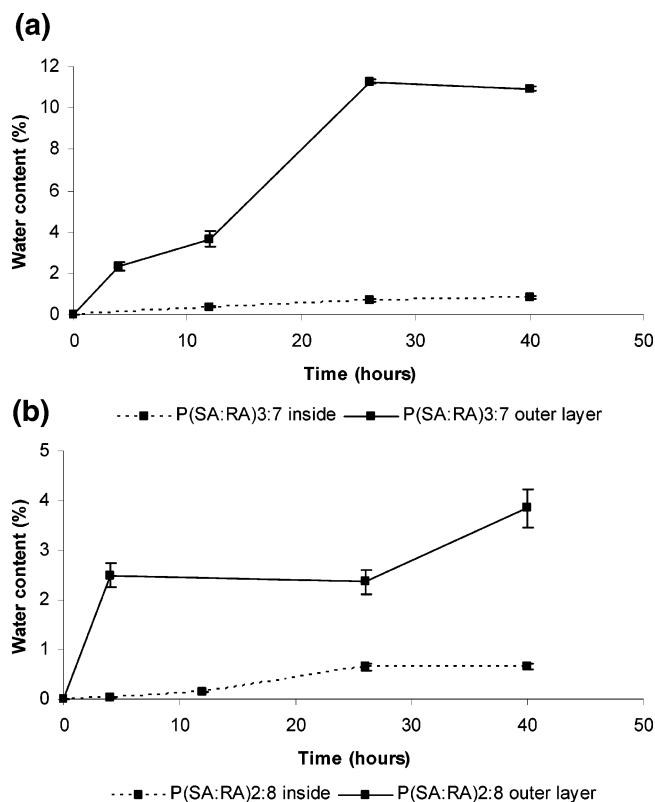 (a)
12
10
8
6
4
2
0
Water content (%)
0 10 20 30 40 50
Time (hours)
P(SA:RA)3:7 inside P(SA:RA)3:7 outer layer
(b)
5
4
3
2
1
0
Water content (%)
0 10 20 30 40 50
Time (hours)
P(SA:RA)2:8 inside P(SA:RA)2:8 outer layer